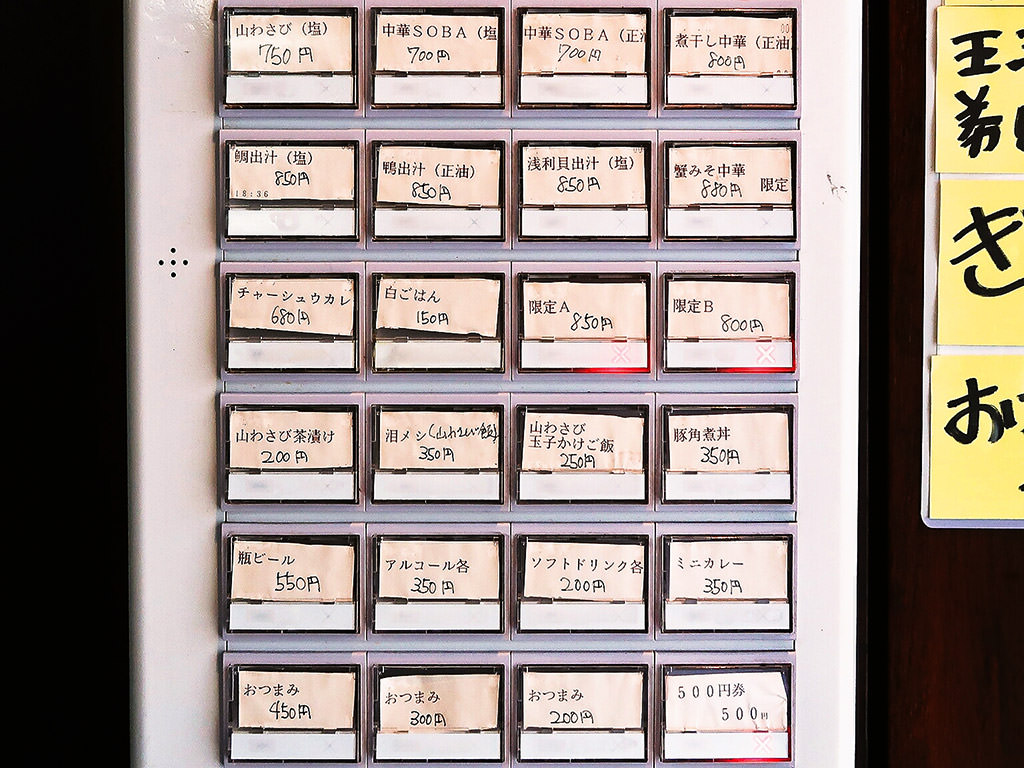 山わさび（塩）
750円
中華ＳＯＢＡ（塩
700円
中華ＳＯＢＡ（正油
700円
煮干し中華（正油）
800円
鯛出汁（塩）
850円
18:36
鴨出汁（正油）
850円
浅利貝出汁（塩）
850円
蟹みそ中華
880円 限定
チャーシュウカレ
680円
白ごはん
150円
限定Ａ
850円
限定Ｂ
800円
山わさび茶漬け
200円
泪メシ(山わさび飯)
350円
山わさび
玉子かけご飯
250円
豚角煮丼
350円
瓶ビール
550円
アルコール各
350円
ソフトドリンク各
200円
ミニカレー
350円
おつまみ
450円
おつまみ
300円
おつまみ
200円
５００円券
５００円
王
券
ぎ
お